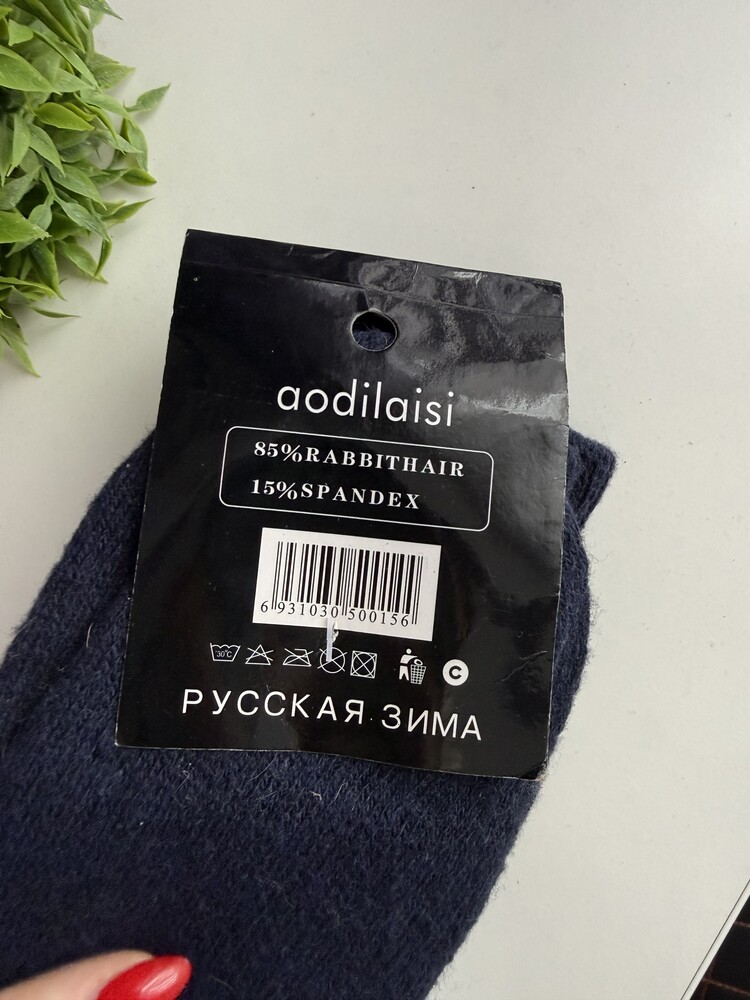 aodilaisi
85%RABBITHAIR
15%SPANDEX
6 931030 500156
30°C
C
РУССКАЯ ЗИМА